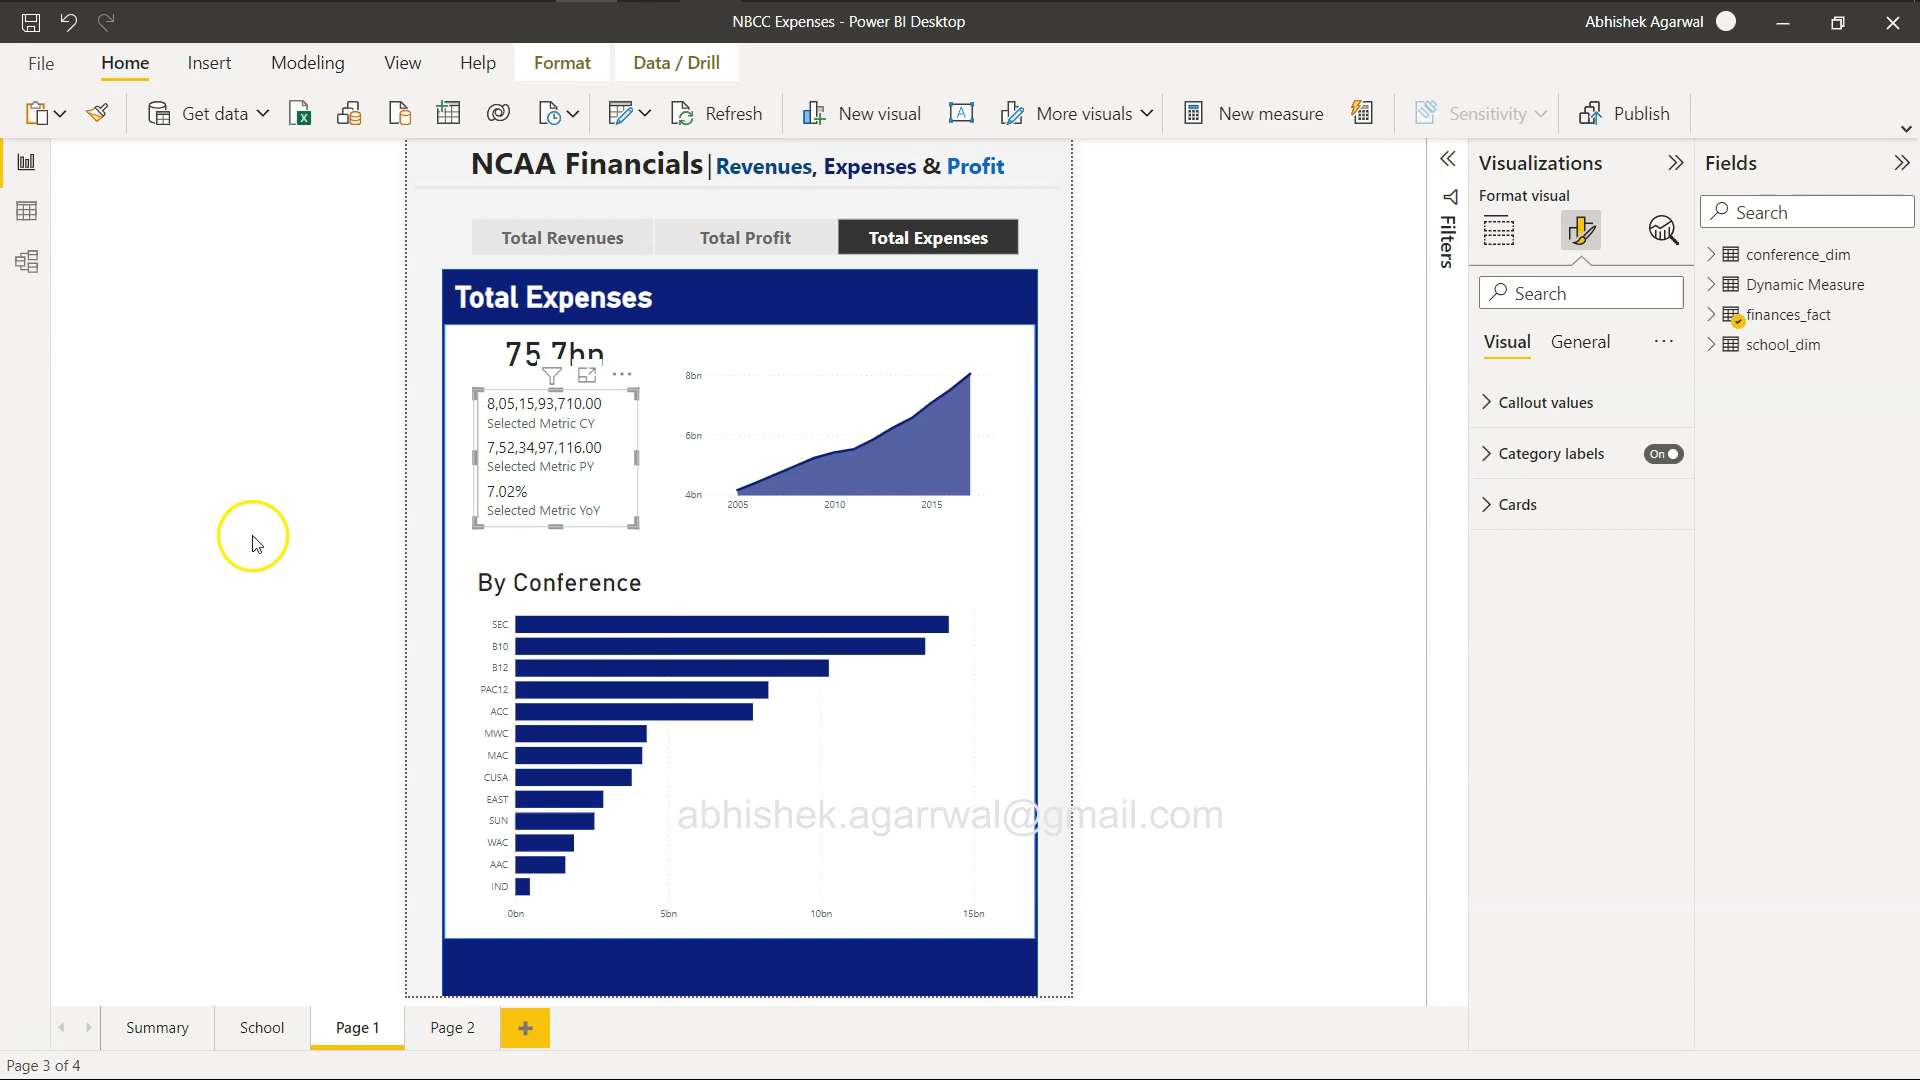 NBCC Expenses - Power BI Desktop
Abhishek Agarwal
File
Home
Insert
Modeling
View
Help
Format
Data / Drill
Get data
Refresh
New visual
More visuals
New measure
Sensitivity
Publish
NCAA Financials|Revenues, Expenses & Profit
Total Revenues
Total Profit
Total Expenses
Total Expenses
75.7bn
8,05,15,93,710.00
Selected Metric CY
7,52,34,97,116.00
Selected Metric PY
7.02%
Selected Metric YoY
8bn
6bn
4bn
2005
2010
2015
By Conference
SEC
B10
B12
PAC12
ACC
MWC
MAC
CUSA
EAST
SUN
WAC
AAC
IND
0bn
5bn
10bn
15bn
abhishek.agarrwal@gmail.com
Filters
Visualizations
Format visual
Search
Visual
General
Callout values
Category labels
On
Cards
Fields
Search
conference_dim
Dynamic Measure
finances_fact
school_dim
Summary
School
Page 1
Page 2
Page 3 of 4